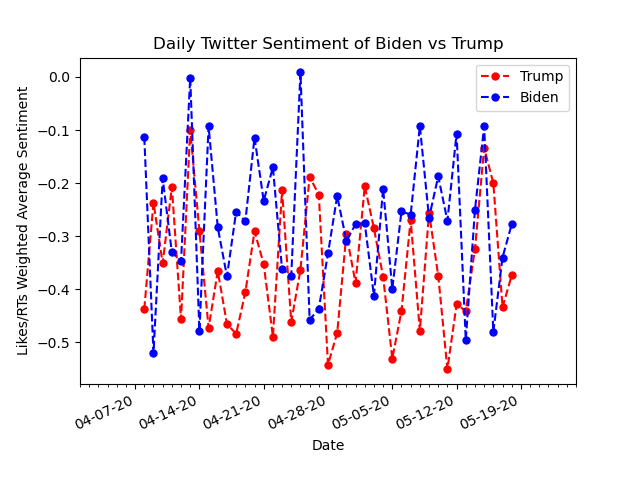 Daily Twitter Sentiment of Biden vs Trump
Trump
Biden
Likes/RTs Weighted Average Sentiment
0.0
−0.1
−0.2
−0.3
−0.4
−0.5
04-07-20
04-14-20
04-21-20
04-28-20
05-05-20
05-12-20
05-19-20
Date